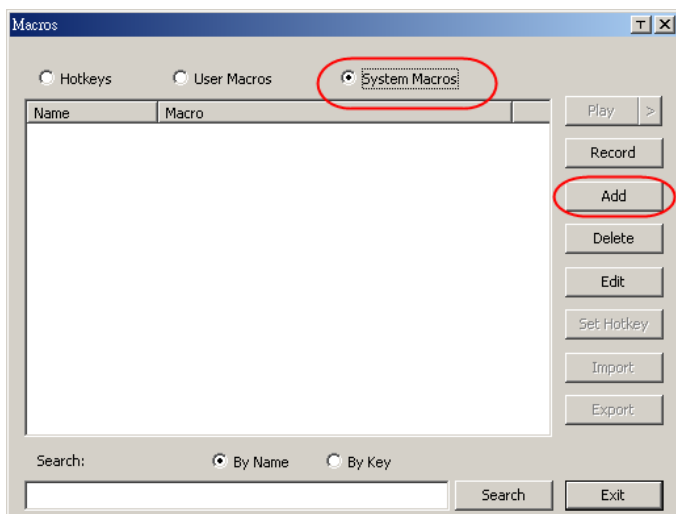 Macros
Hotkeys User Macros System Macros
Name Macro
Play >
Record
Add
Delete
Edit
Set Hotkey
Import
Export
Search: By Name By Key
Search Exit